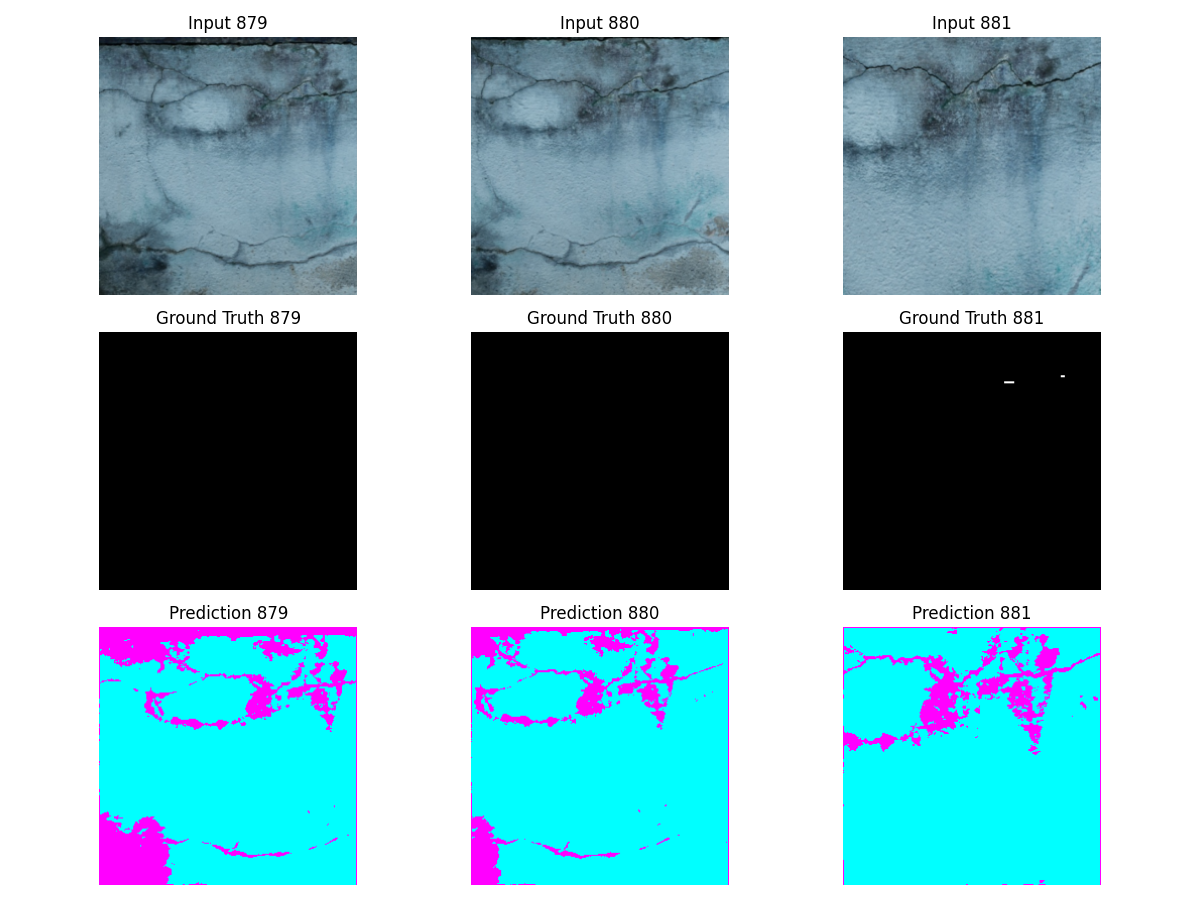 Input 879
Input 880
Input 881
Ground Truth 879
Ground Truth 880
Ground Truth 881
Prediction 879
Prediction 880
Prediction 881